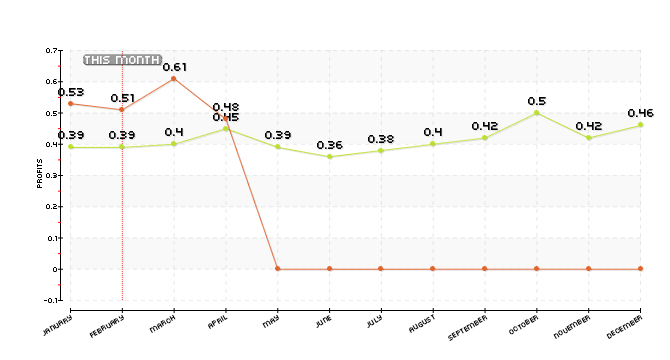 0.7
THIS MONTH
0.61
0.6
0.53
0.51
0.5
0.5
0.48
0.45
0.46
0.39
0.39
0.4
0.39
0.36
0.38
0.4
0.42
0.42
0.4
0.3
0.2
0.1
0
-0.1
PROFITS
JANUARY
FEBRUARY
MARCH
APRIL
MAY
JUNE
JULY
AUGUST
SEPTEMBER
OCTOBER
NOVEMBER
DECEMBER